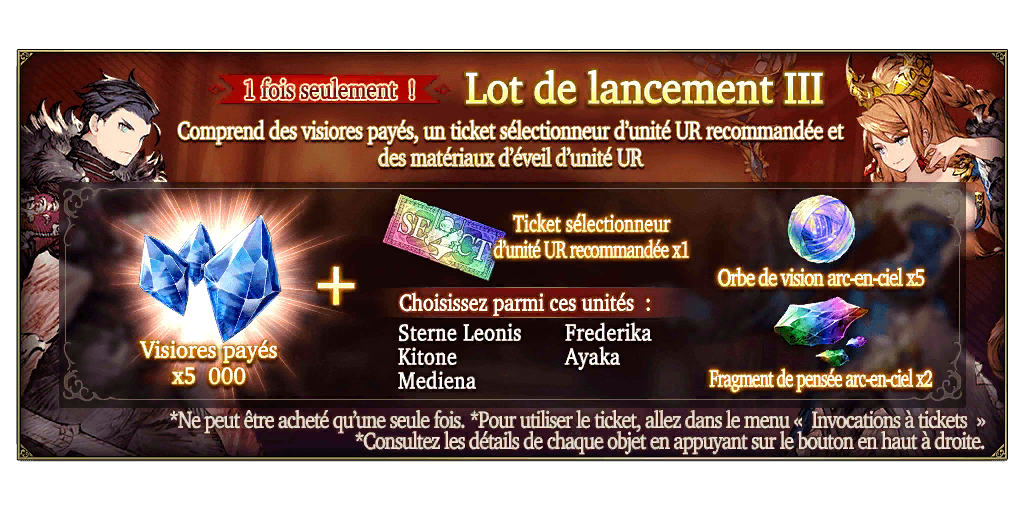 1 fois seulement !
Lot de lancement III
Comprend des visiores payés, un ticket sélectionneur d'unité UR recommandée et
des matériaux d'éveil d'unité UR
SELECT
Ticket sélectionneur
d'unité UR recommandée x1
Orbe de vision arc-en-ciel x5
Choisissez parmi ces unités :
Sterne Leonis
Frederika
Kitone
Ayaka
Mediena
Visiores payés
x5 000
Fragment de pensée arc-en-ciel x2
*Ne peut être acheté qu'une seule fois. *Pour utiliser le ticket, allez dans le menu « Invocations à tickets »
*Consultez les détails de chaque objet en appuyant sur le bouton en haut à droite.